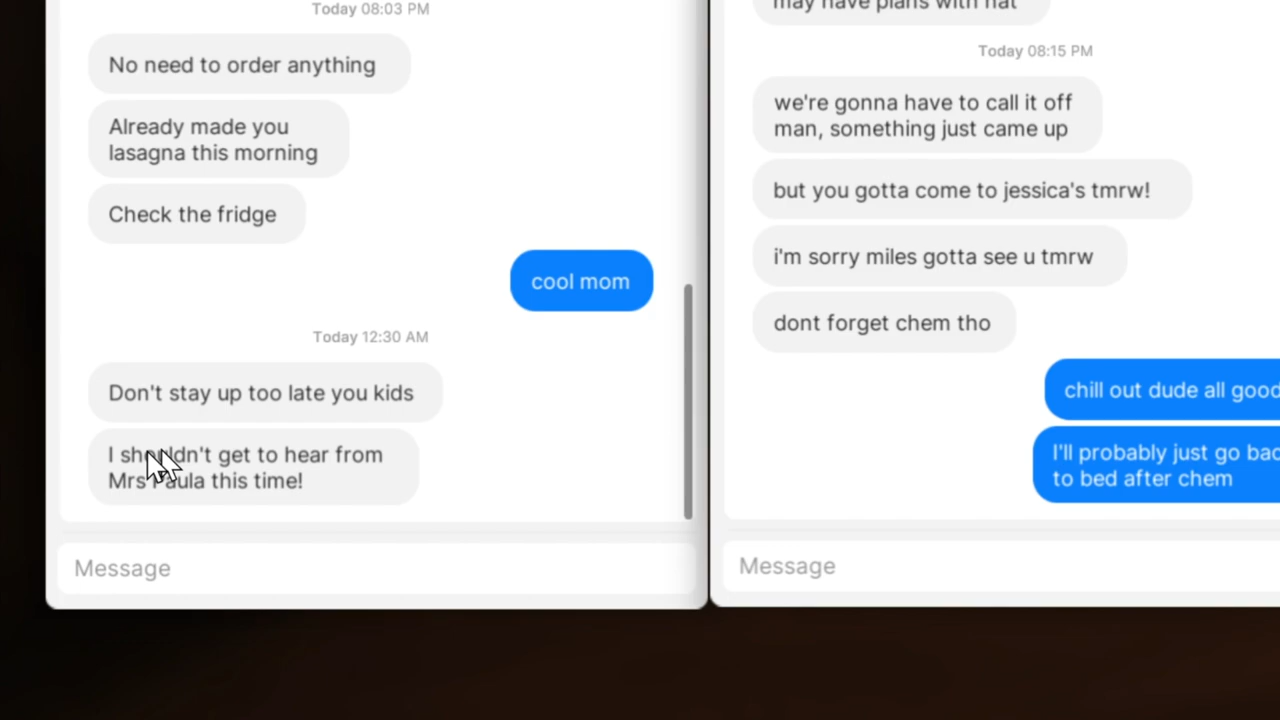 Today 08:03 PM
No need to order anything
Already made you
lasagna this morning
Check the fridge
cool mom
Today 12:30 AM
Don't stay up too late you kids
I shouldn't get to hear from
Mrs Paula this time!
Message
may have plans with nat
Today 08:15 PM
we're gonna have to call it off
man, something just came up
but you gotta come to jessica's tmrw!
i'm sorry miles gotta see u tmrw
dont forget chem tho
chill out dude all good
I'll probably just go bac
to bed after chem
Message